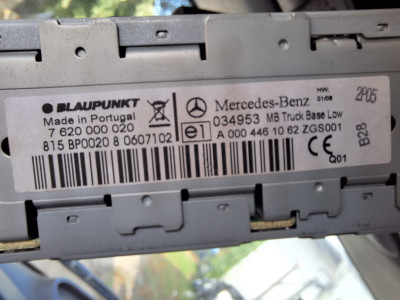 BLAUPUNKT
Made in Portugal
7 620 000 020
815 BP0020 8 0607102
Mercedes-Benz
HW:
01/08
e1 034953 MB Truck Base Low
A 000 446 10 62 ZGS001
CE
Q01
2P05
B28